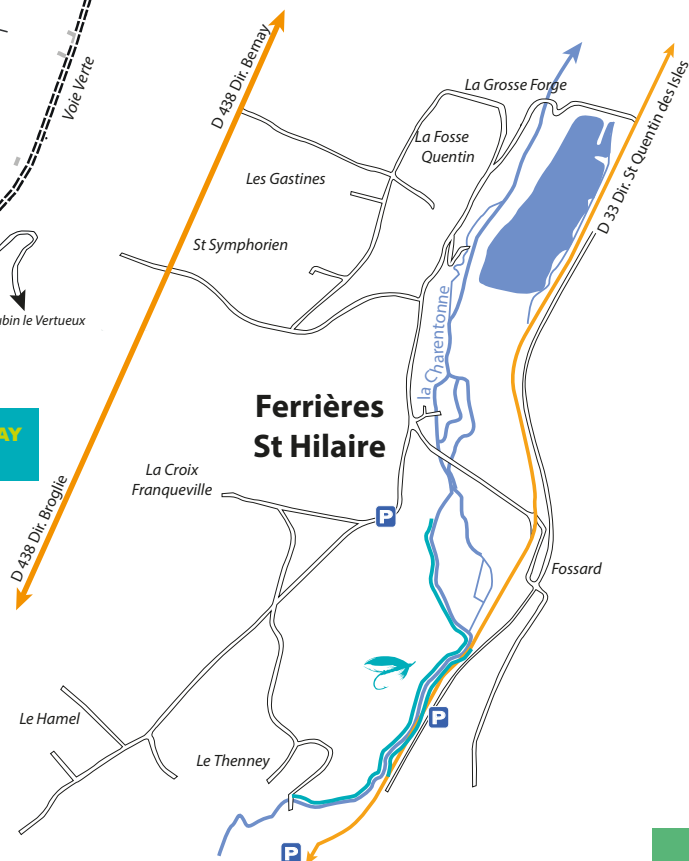 Voie Verte
D 438 Dir. Bernay
La Grosse Forge
La Fosse
Quentin
Les Gastines
D 33 Dir. St Quentin des Isles
St Symphorien
la Charentonne
bin le Vertueux
AY
Ferrières
St Hilaire
La Croix
Franqueville
P
D 438 Dir. Broglie
Fossard
Le Hamel
P
Le Thenney
P